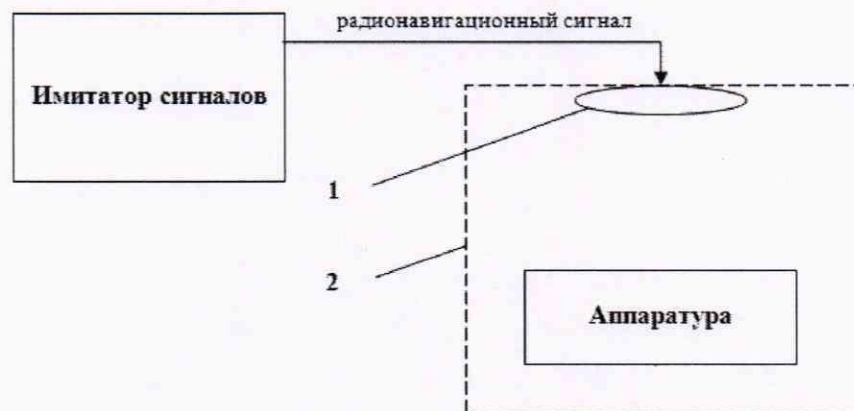 радионавигационный сигнал
Имитатор сигналов
1
2
Аппаратура